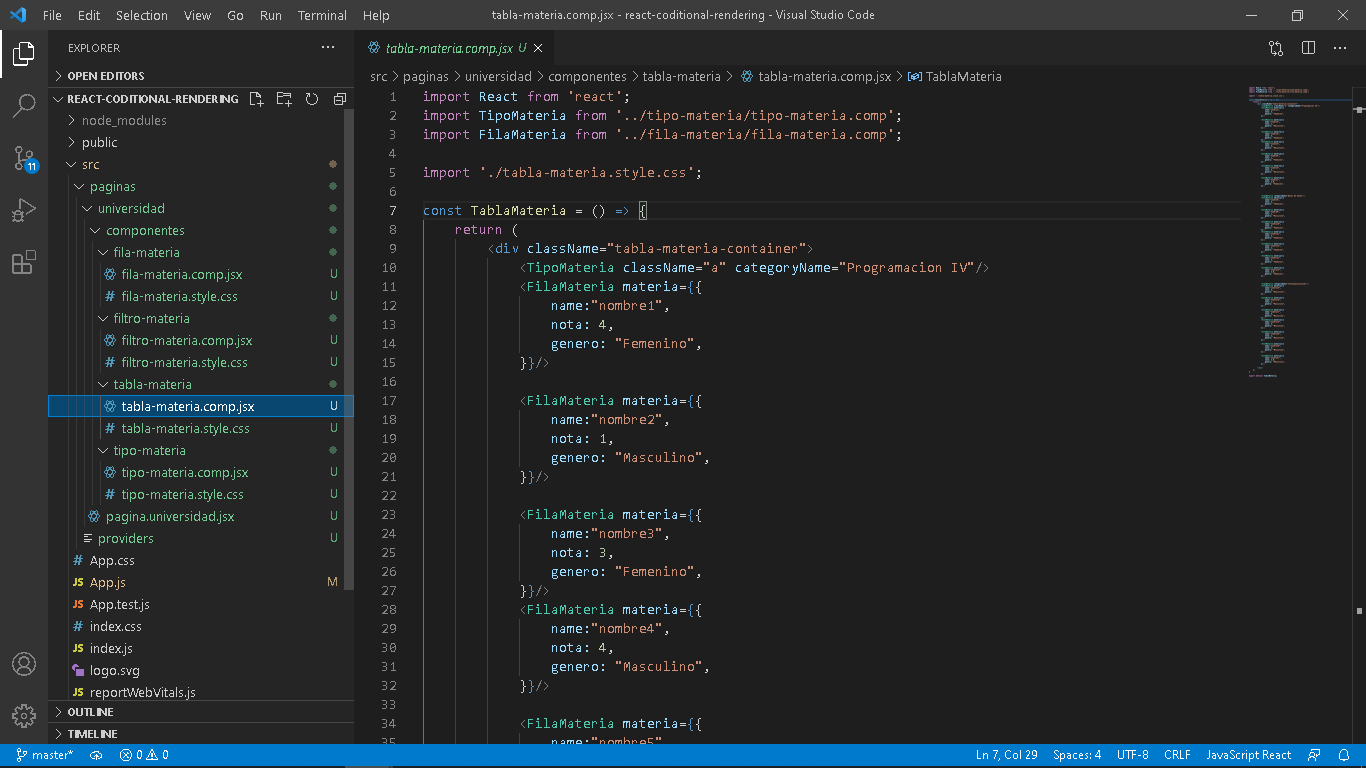 File Edit Selection View Go Run Terminal Help tabla-materia.comp.jsx - react-coditional-rendering - Visual Studio Code
EXPLORER
OPEN EDITORS
REACT-CODITIONAL-RENDERING
node_modules
public
src
paginas
universidad
componentes
fila-materia
fila-materia.comp.jsx U
fila-materia.style.css U
filtro-materia
filtro-materia.comp.jsx U
filtro-materia.style.css U
tabla-materia
tabla-materia.comp.jsx U
tabla-materia.style.css U
tipo-materia
tipo-materia.comp.jsx U
tipo-materia.style.css U
pagina.universidad.jsx U
providers U
App.css
App.js M
App.test.js
index.css
index.js
logo.svg
reportWebVitals.js
OUTLINE
TIMELINE
11
tabla-materia.comp.jsx U
src > paginas > universidad > componentes > tabla-materia > tabla-materia.comp.jsx > TablaMateria
1 import React from 'react';
2 import TipoMateria from '../tipo-materia/tipo-materia.comp';
3 import FilaMateria from '../fila-materia/fila-materia.comp';
4
5 import './tabla-materia.style.css';
6
7 const TablaMateria = () => {
8 return (
9 <div className="tabla-materia-container">
10 <TipoMateria className="a" categoryName="Programacion IV"/>
11 <FilaMateria materia={{
12 name:"nombre1",
13 nota: 4,
14 genero: "Femenino",
15 }}/>
16
17 <FilaMateria materia={{
18 name:"nombre2",
19 nota: 1,
20 genero: "Masculino",
21 }}/>
22
23 <FilaMateria materia={{
24 name:"nombre3",
25 nota: 3,
26 genero: "Femenino",
27 }}/>
28 <FilaMateria materia={{
29 name:"nombre4",
30 nota: 4,
31 genero: "Masculino",
32 }}/>
33
34 <FilaMateria materia={{
35 name:"nombre5"
master* 0 0 Ln 7, Col 29 Spaces: 4 UTF-8 CRLF JavaScript React